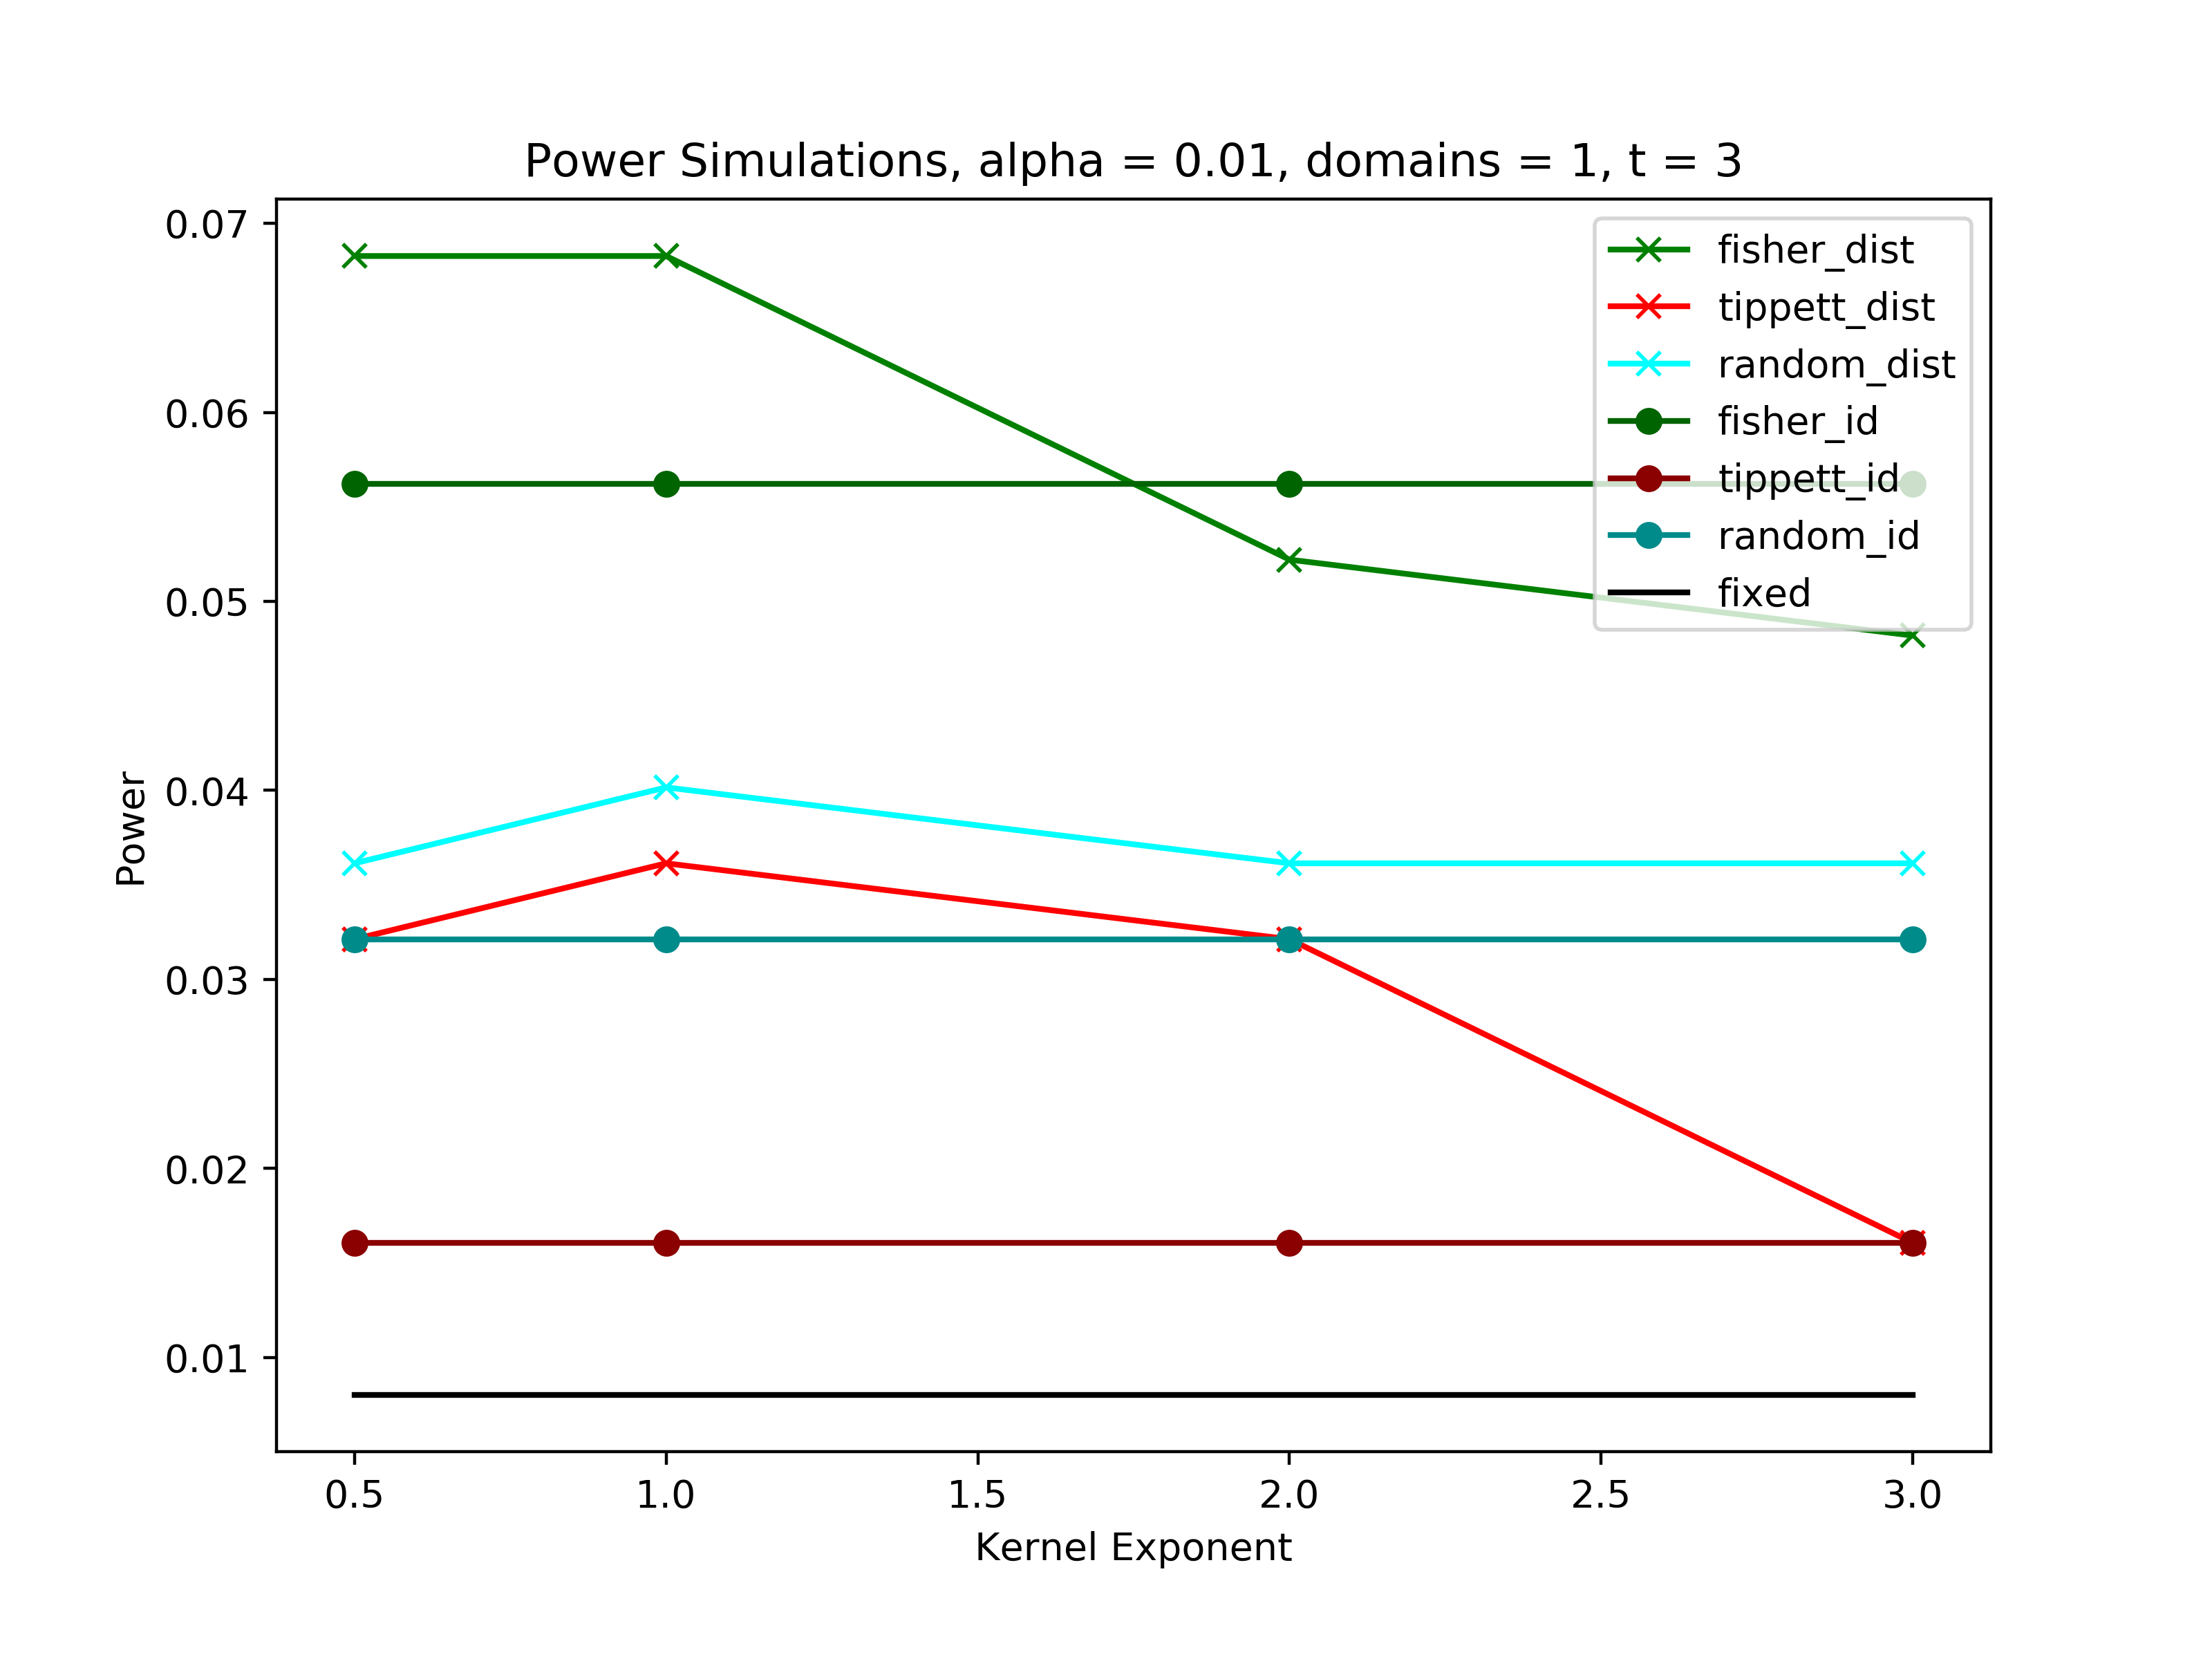 Power Simulations, alpha = 0.01, domains = 1, t = 3
0.07
0.06
0.05
0.04
0.03
0.02
0.01
Power
fisher_dist
tippett_dist
random_dist
fisher_id
tippett_id
random_id
fixed
0.5 1.0 1.5 2.0 2.5 3.0
Kernel Exponent